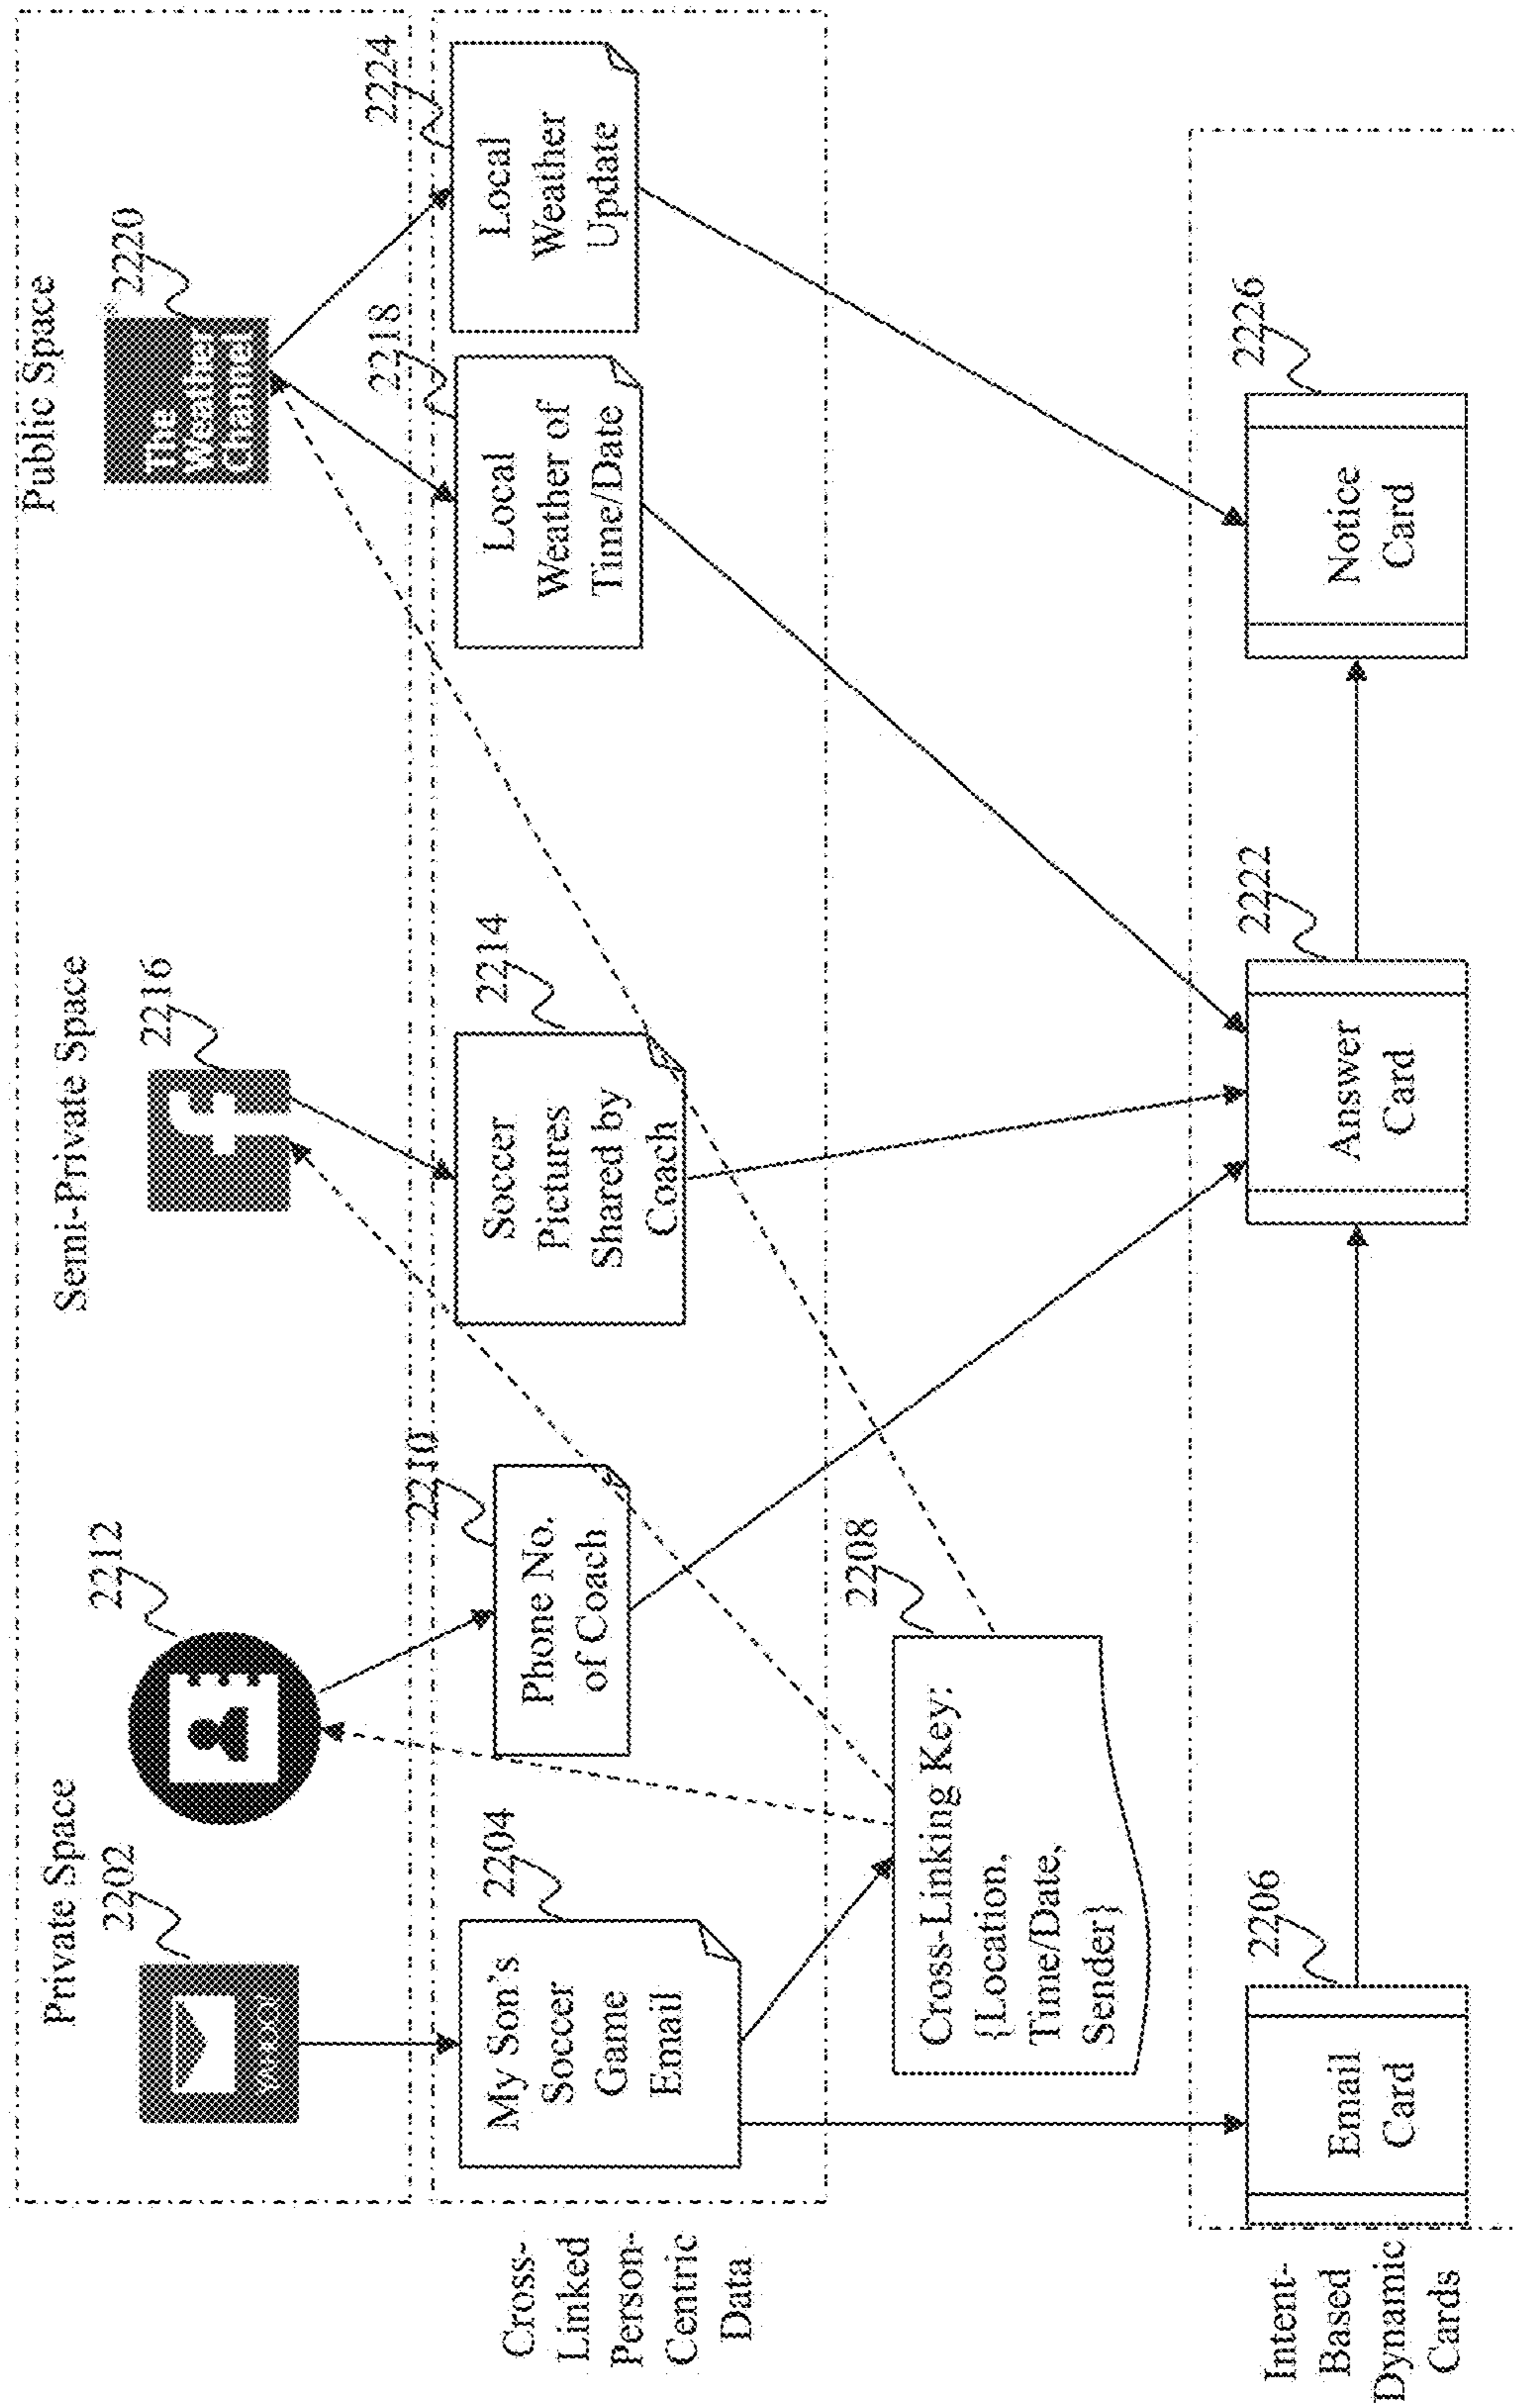 Private Space
Semi-Private Space
Public Space
2202
2212
2216
2220
The
Weather
Channel
Cross-
Linked
Person-
Centric
Data
My Son's
Soccer
Game
Email
2204
Phone No.
of Coach
2210
Soccer
Pictures
Shared by
Coach
2214
Local
Weather of
Time/Date
2218
Local
Weather
Update
2224
Cross-Linking Key:
{Location,
Time/Date,
Sender}
2208
Intent-
Based
Dynamic
Cards
Email
Card
2206
Answer
Card
2222
Notice
Card
2226